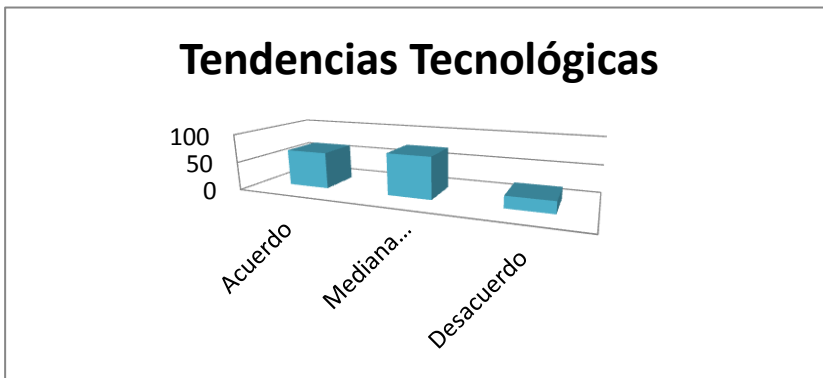 Tendencias Tecnológicas
100
50
0
Acuerdo
Mediana...
Desacuerdo